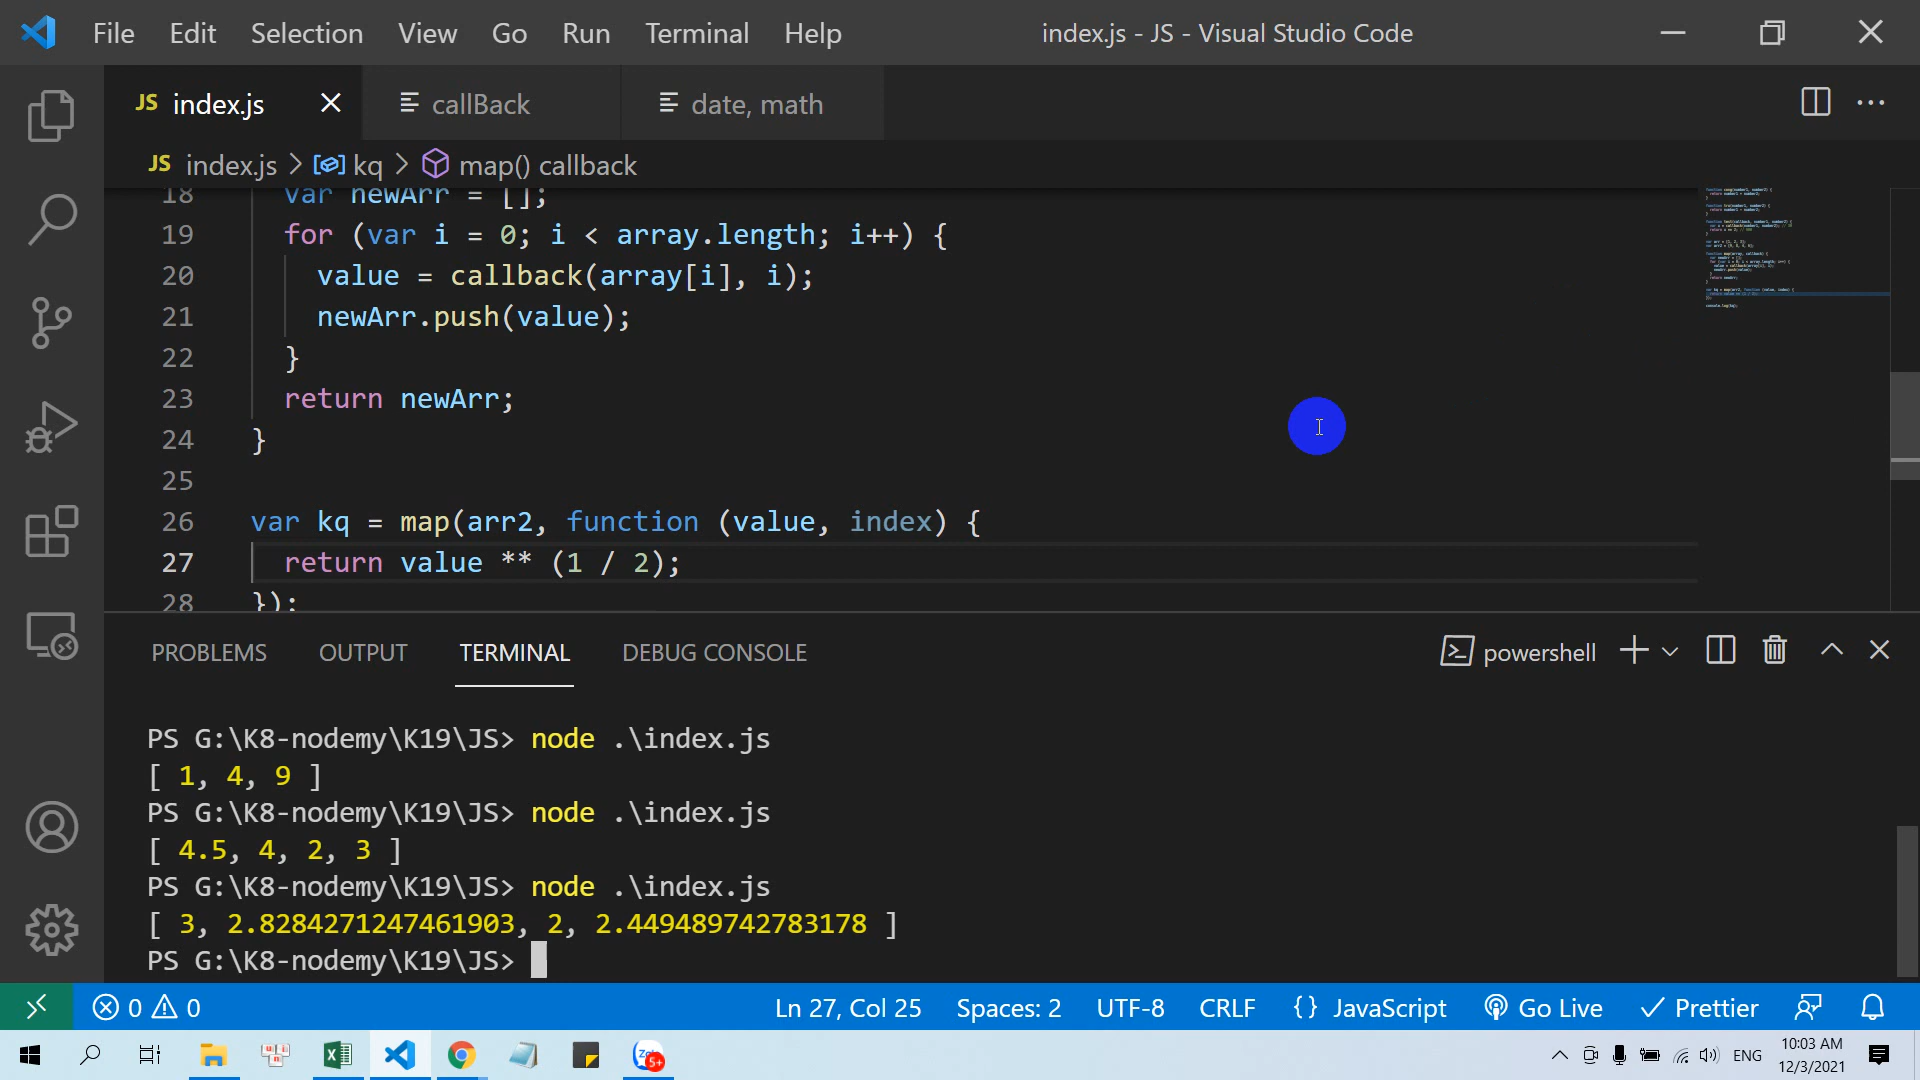 File Edit Selection View Go Run Terminal Help index.js - JS - Visual Studio Code
JS index.js callBack date, math
JS index.js > kq > map() callback
18 var newArr = [];
19 for (var i = 0; i < array.length; i++) {
20 value = callback(array[i], i);
21 newArr.push(value);
22 }
23 return newArr;
24 }
25
26 var kq = map(arr2, function (value, index) {
27 return value ** (1 / 2);
28 });
PROBLEMS OUTPUT TERMINAL DEBUG CONSOLE powershell
PS G:\K8-nodemy\K19\JS> node .\index.js
[ 1, 4, 9 ]
PS G:\K8-nodemy\K19\JS> node .\index.js
[ 4.5, 4, 2, 3 ]
PS G:\K8-nodemy\K19\JS> node .\index.js
[ 3, 2.8284271247461903, 2, 2.449489742783178 ]
PS G:\K8-nodemy\K19\JS>
0 0 Ln 27, Col 25 Spaces: 2 UTF-8 CRLF {} JavaScript Go Live Prettier
5+ ENG 10:03 AM
12/3/2021